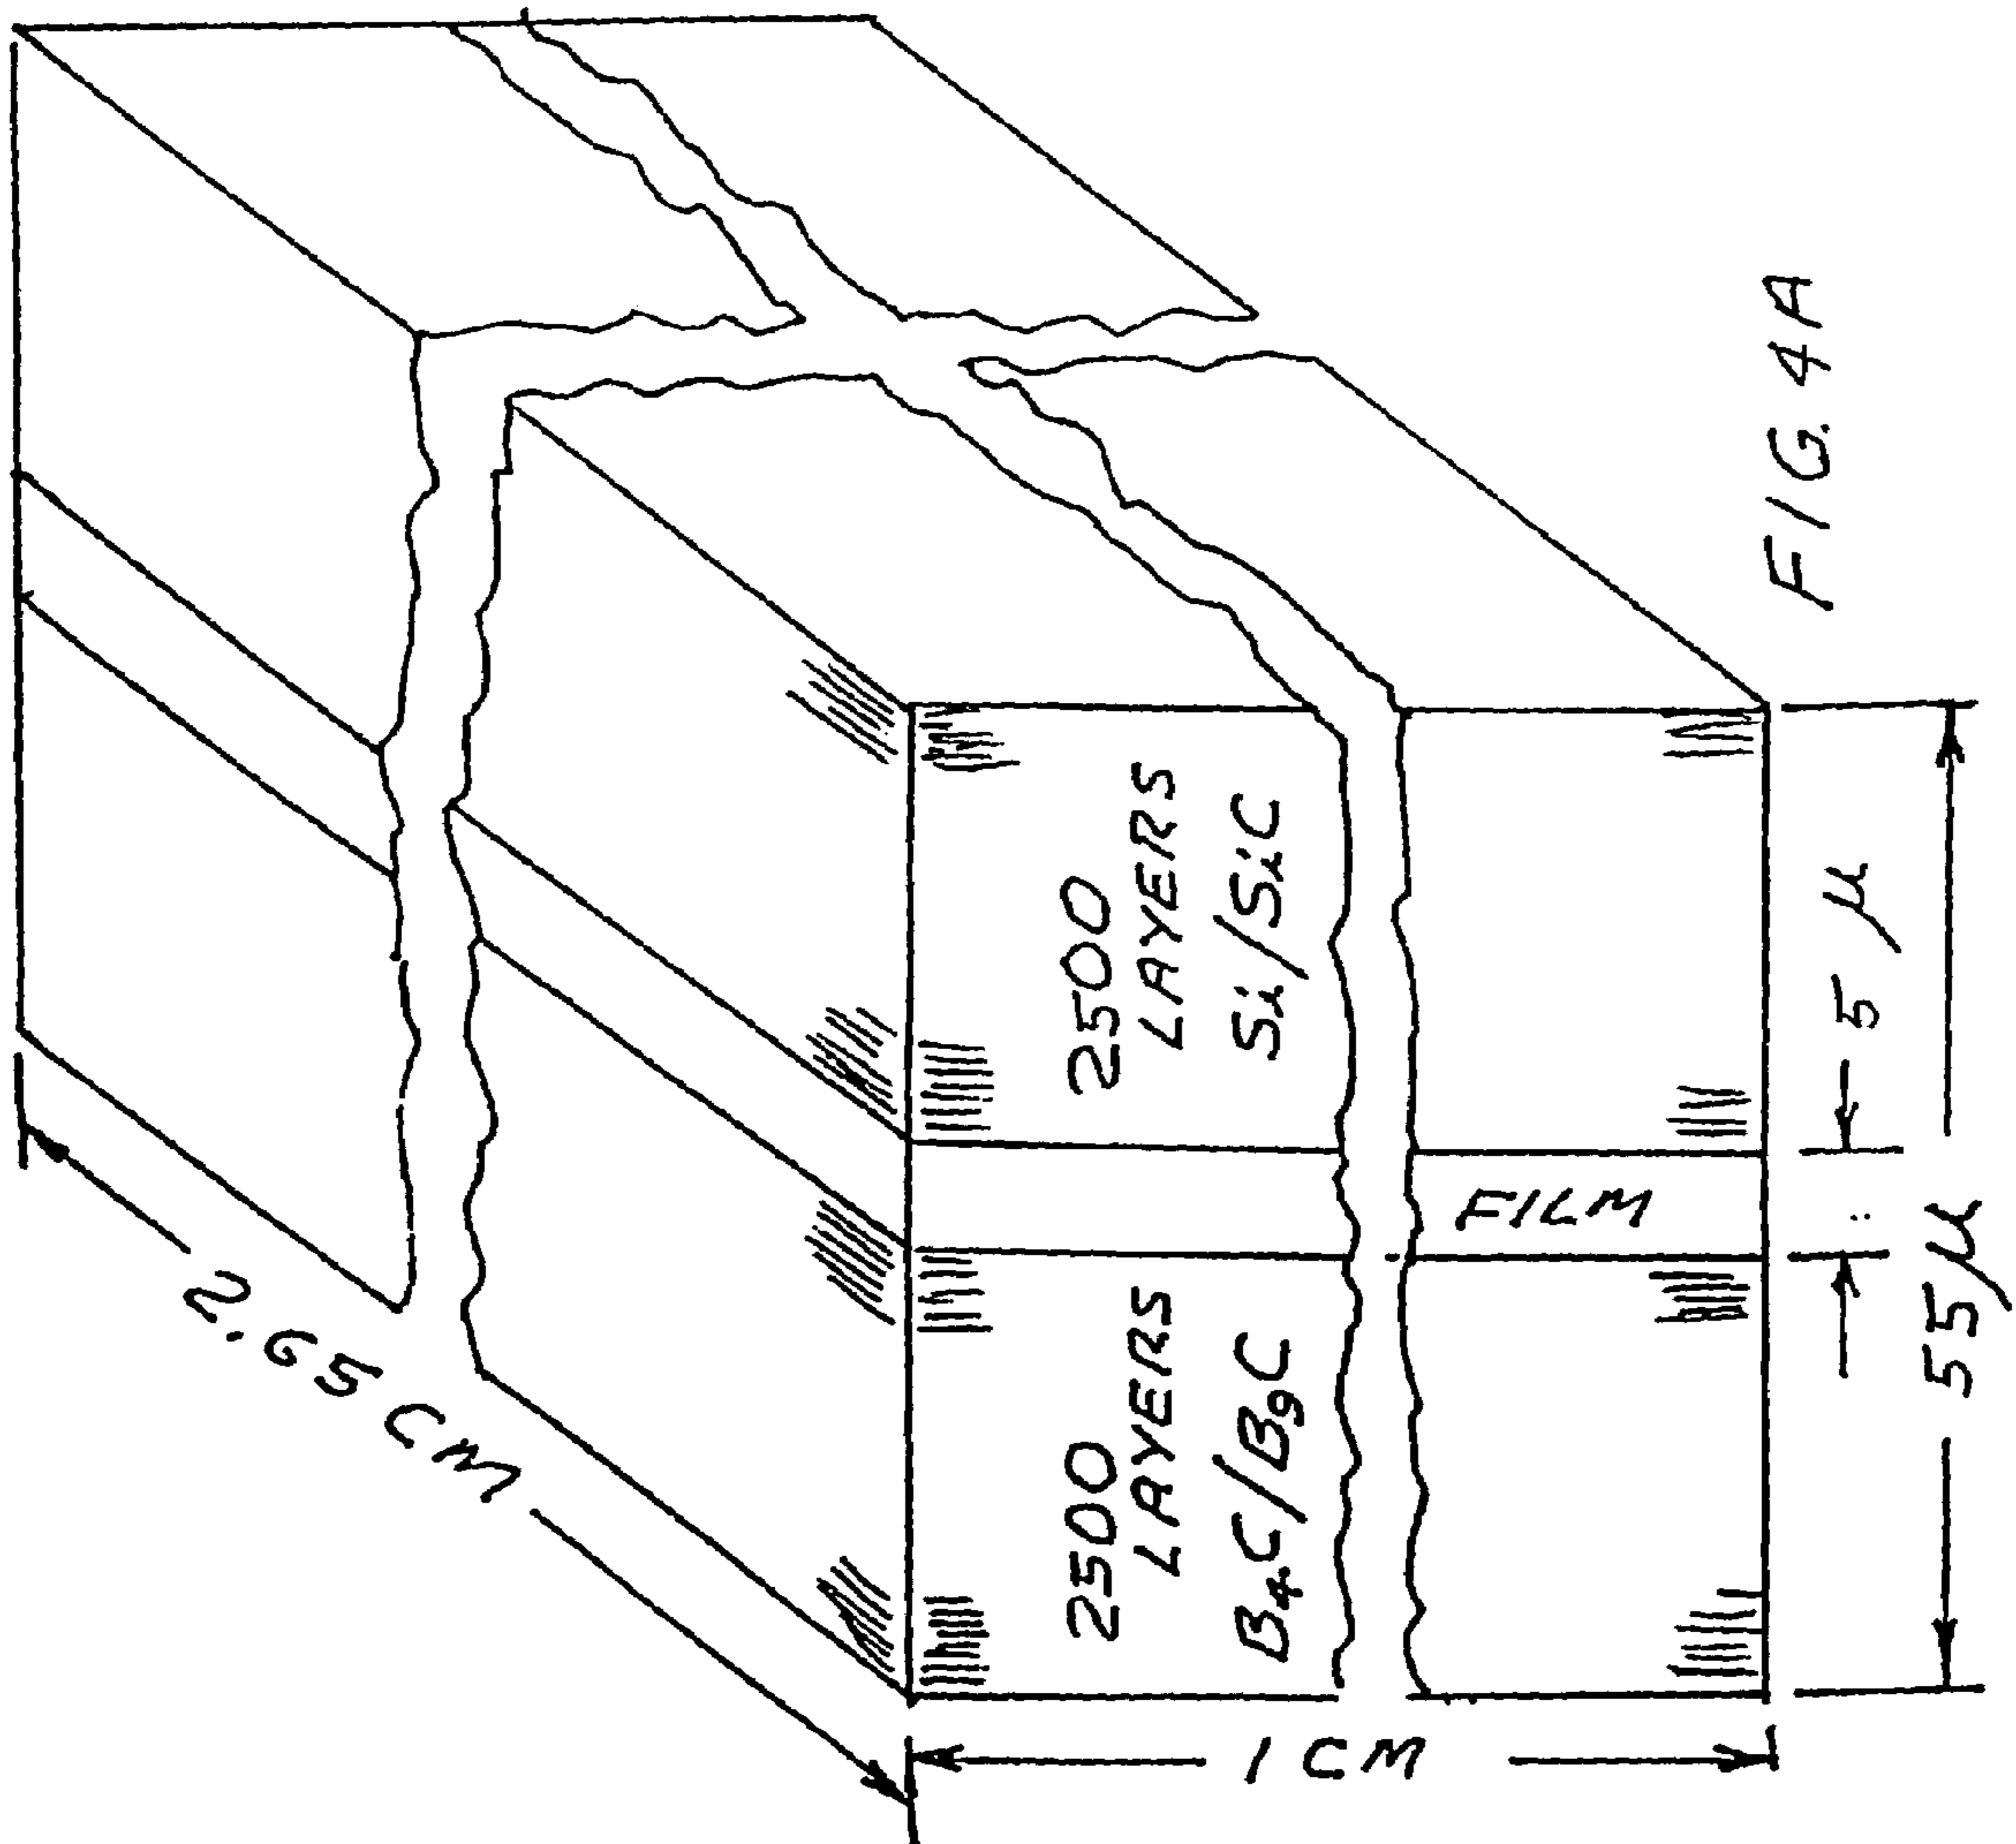 2.65 CM
2500
LAYERS
B₄C/B₉C
2500
LAYERS
Si/SiC
FILM
1 CM
5 μ
55 μ
FIG. 4A